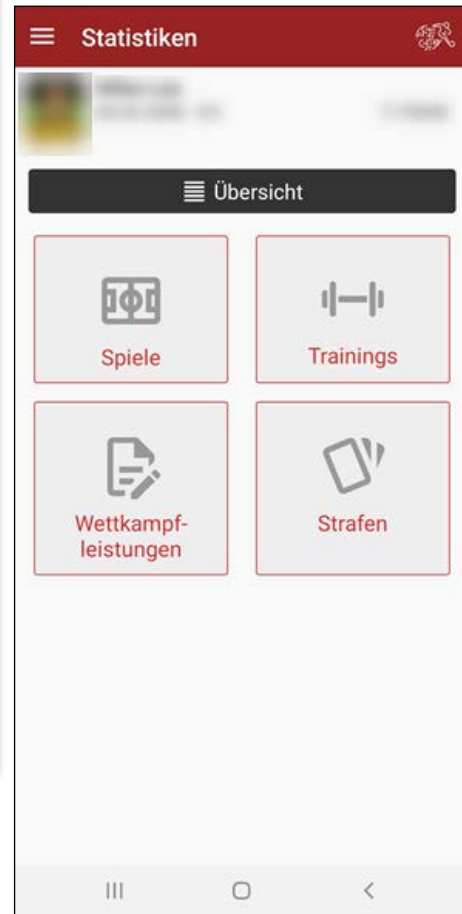 Statistiken
Übersicht
Spiele
Trainings
Wettkampf-
leistungen
Strafen